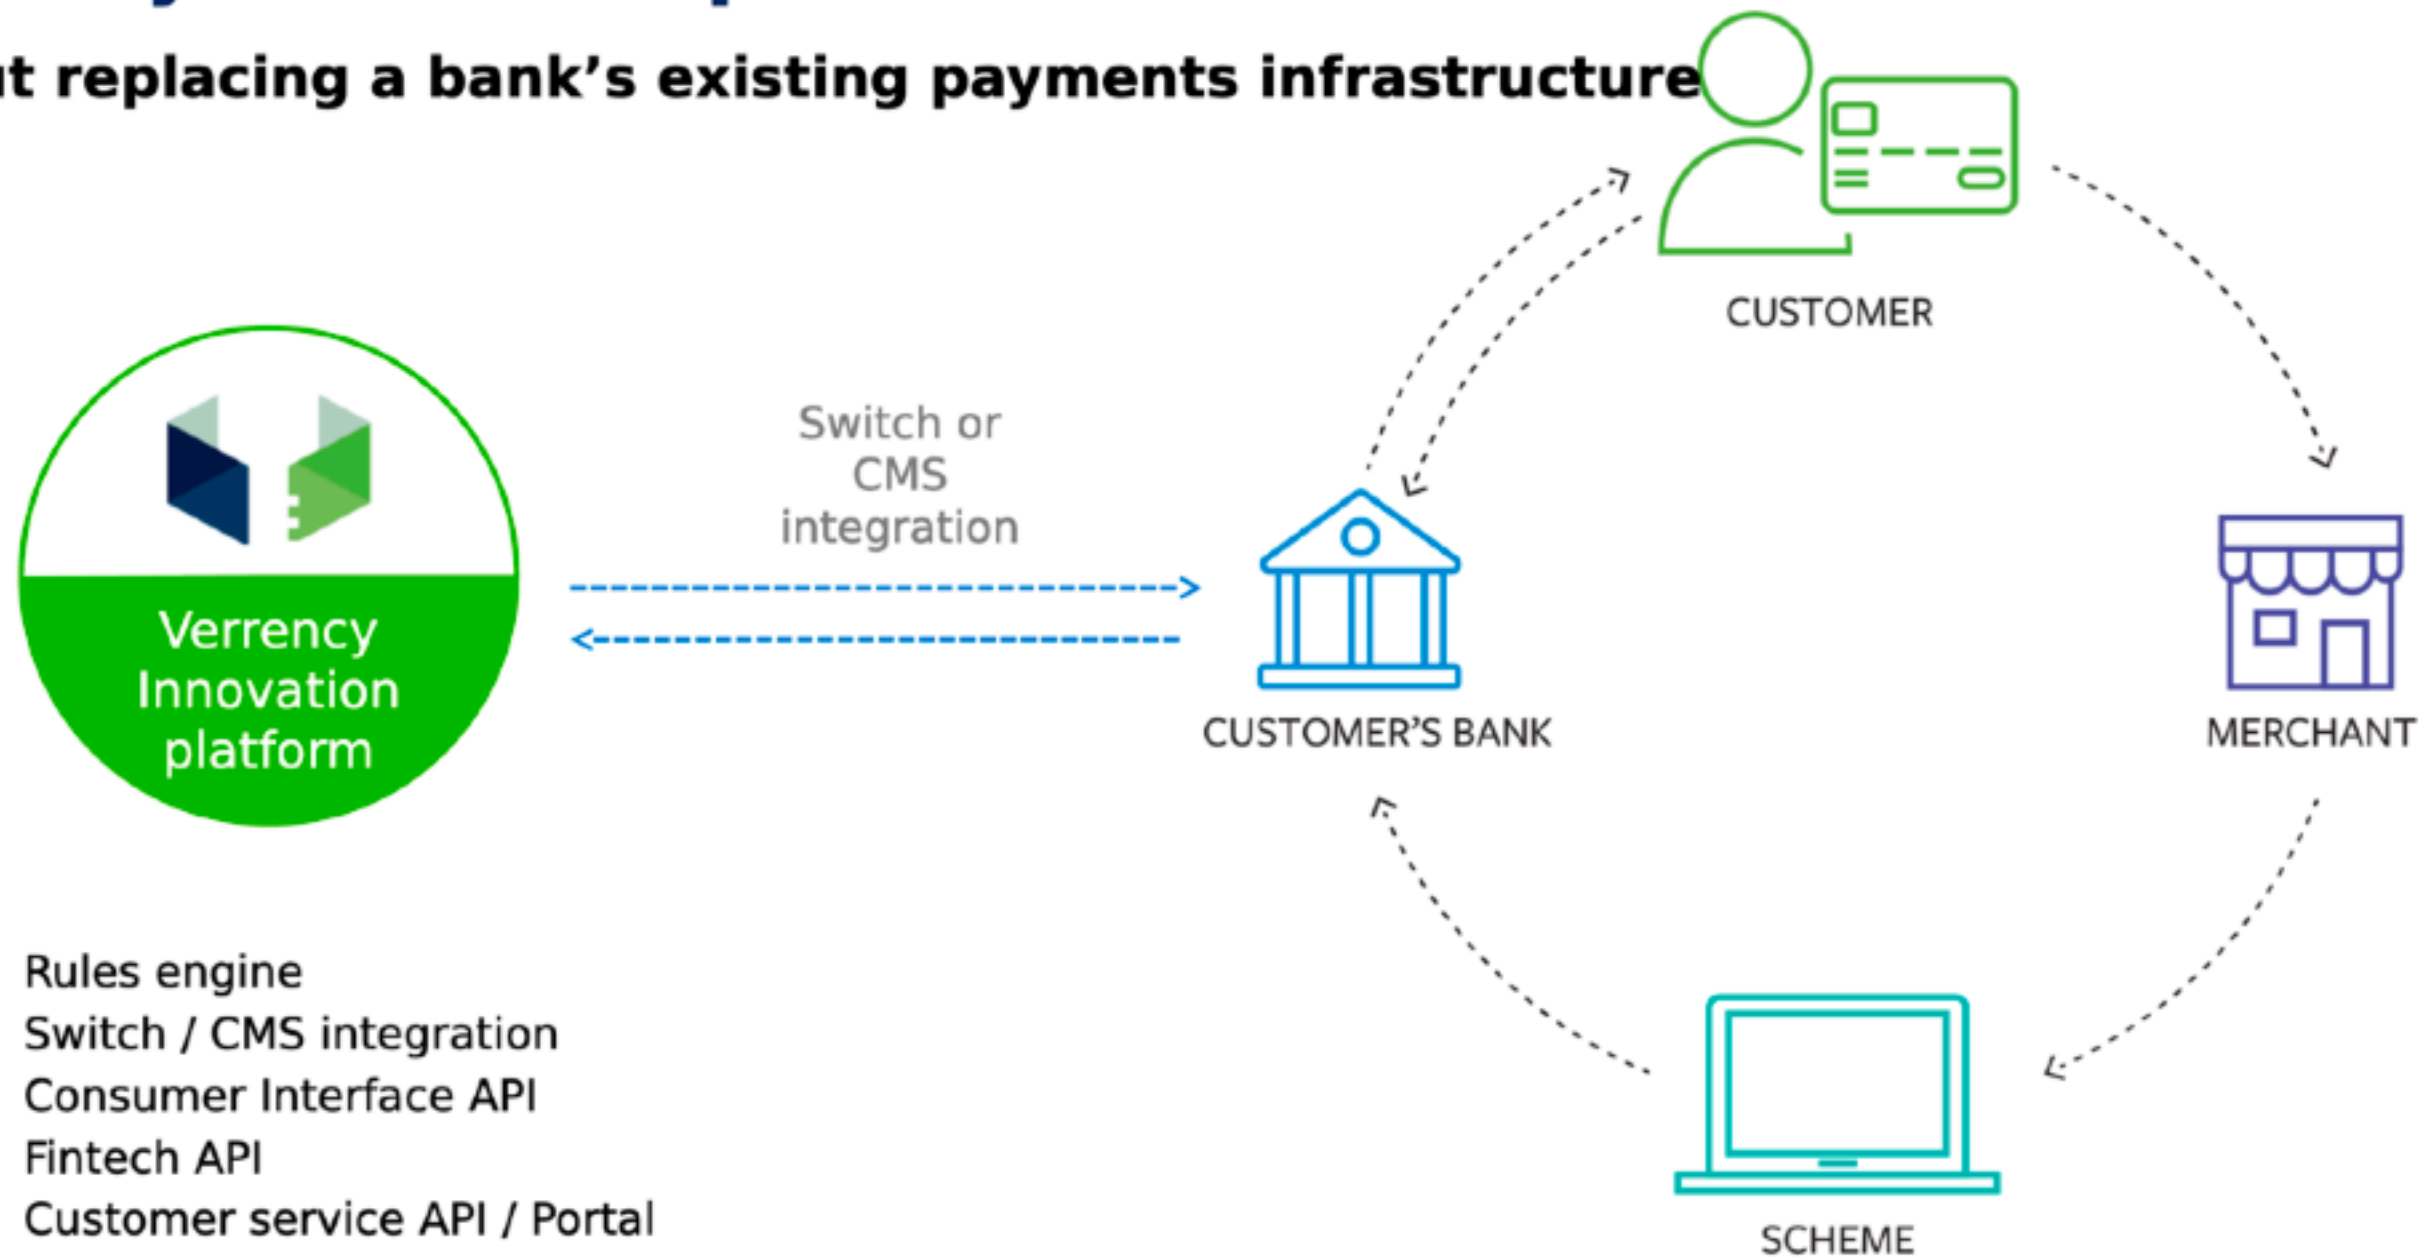 replacing a bank’s existing payments infrastructure
CUSTOMER
Switch or
CMS
integration
Verrency
Innovation
platform
CUSTOMER’S BANK
MERCHANT
Rules engine
Switch / CMS integration
Consumer Interface API
Fintech API
Customer service API / Portal
SCHEME